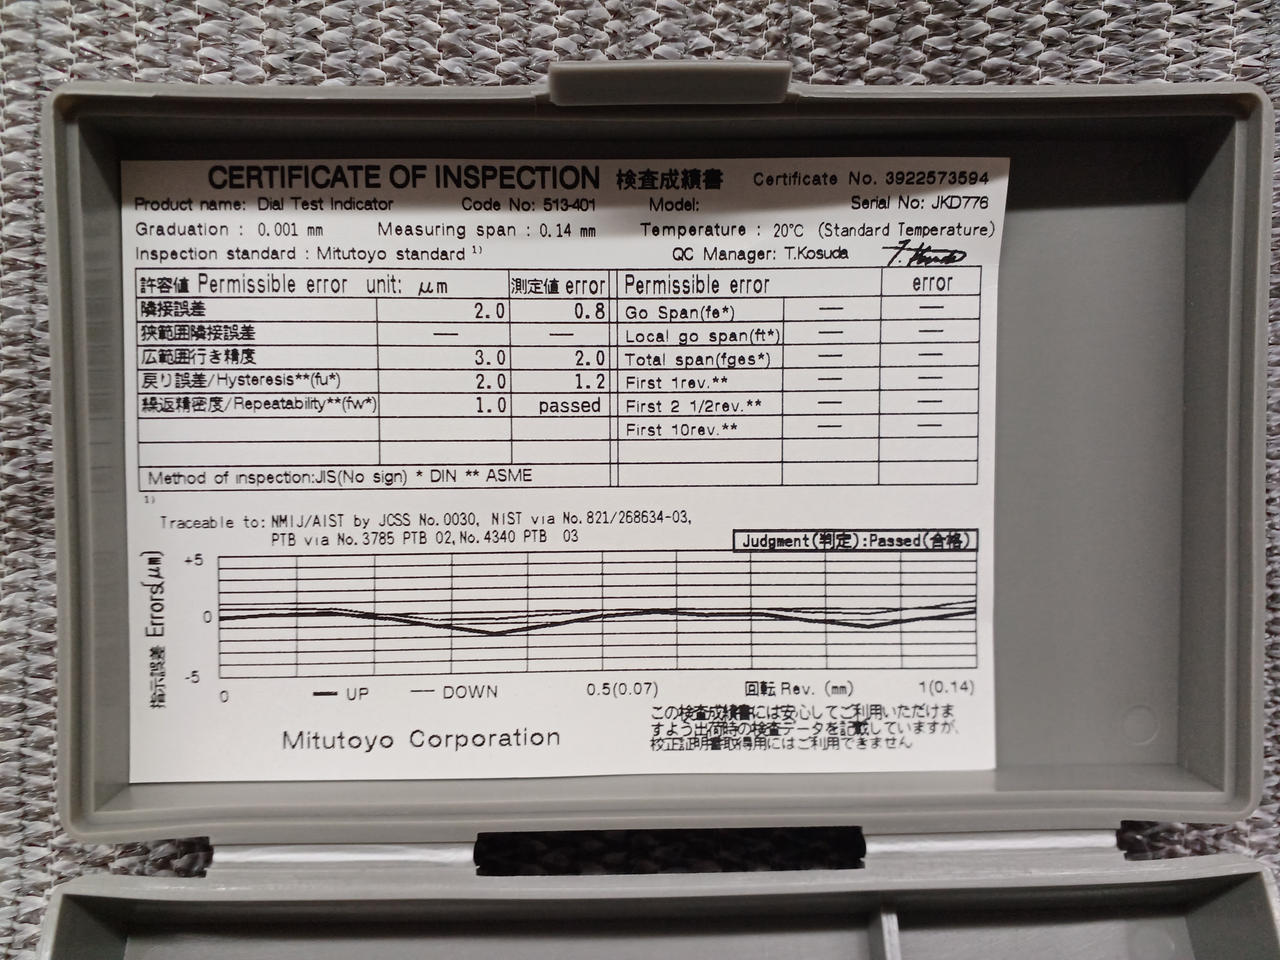 CERTIFICATE OF INSPECTION 検査成績書 Certificate No. 3922573594
Product name: Dial Test Indicator Code No: 513-401 Model: Serial No: JKD776
Graduation : 0.001 mm Measuring span : 0.14 mm Temperature : 20℃ (Standard Temperature)
Inspection standard : Mitutoyo standard 1) QC Manager: T.Kosuda T. Kosuda
許容値 Permissible error unit: μm 測定値 error Permissible error error
隣接誤差 2.0 0.8 Go Span(fe*) — —
狭範囲隣接誤差 — — Local go span(ft*) — —
広範囲行き精度 3.0 2.0 Total span(fges*) — —
戻り誤差/Hysteresis**(fu*) 2.0 1.2 First 1rev.** — —
繰返精密度/Repeatability**(fw*) 1.0 passed First 2 1/2rev.** — —
First 10rev.** — —
Method of inspection:JIS(No sign) * DIN ** ASME
1)
Traceable to: NMIJ/AIST by JCSS No.0030, NIST via No.821/268634-03,
PTB via No.3785 PTB 02,No.4340 PTB 03
Judgment(判定):Passed(合格)
指示誤差 Errors(μm)
+5
0
-5
0 0.5(0.07) 回転 Rev. (mm) 1(0.14)
UP DOWN
Mitutoyo Corporation
この検査成績書には安心してご利用いただけま
すよう出荷時の検査データを記載していますが、
校正証明書取得用にはご利用できません